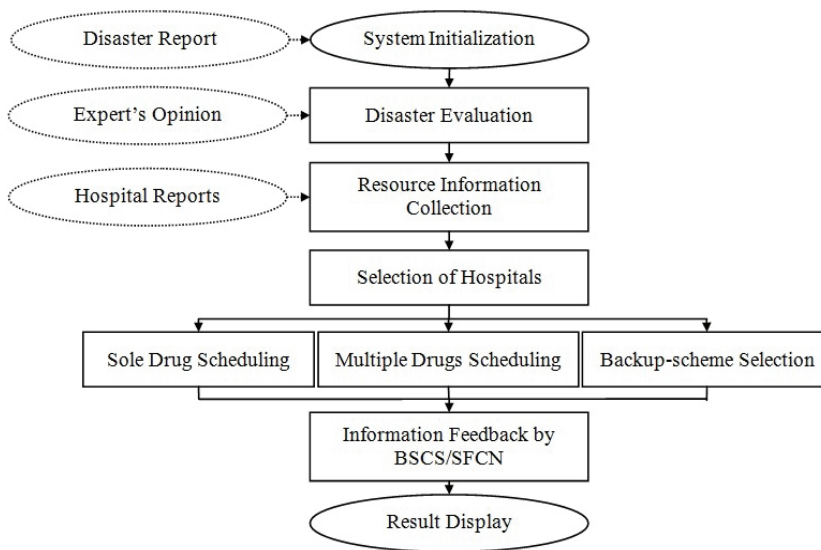 Disaster Report
System Initialization
Expert's Opinion
Disaster Evaluation
Hospital Reports
Resource Information
Collection
Selection of Hospitals
Sole Drug Scheduling
Multiple Drugs Scheduling
Backup-scheme Selection
Information Feedback by
BSCS/SFCN
Result Display